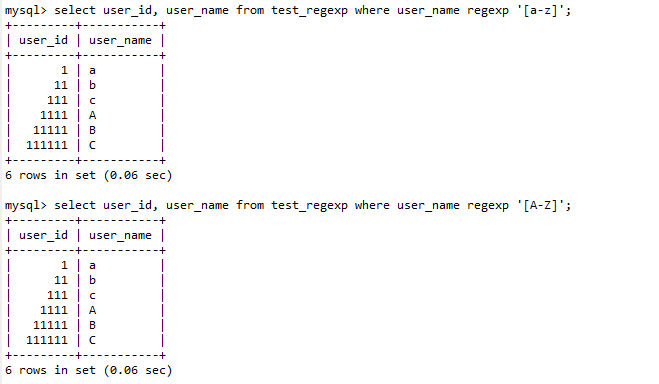 mysql> select user_id, user_name from test_regexp where user_name regexp '[a-z]';
+---------+-----------+
| user_id | user_name |
+---------+-----------+
|       1 | a         |
|      11 | b         |
|     111 | c         |
|    1111 | A         |
|   11111 | B         |
|  111111 | C         |
+---------+-----------+
6 rows in set (0.06 sec)
mysql> select user_id, user_name from test_regexp where user_name regexp '[A-Z]';
+---------+-----------+
| user_id | user_name |
+---------+-----------+
|       1 | a         |
|      11 | b         |
|     111 | c         |
|    1111 | A         |
|   11111 | B         |
|  111111 | C         |
+---------+-----------+
6 rows in set (0.06 sec)